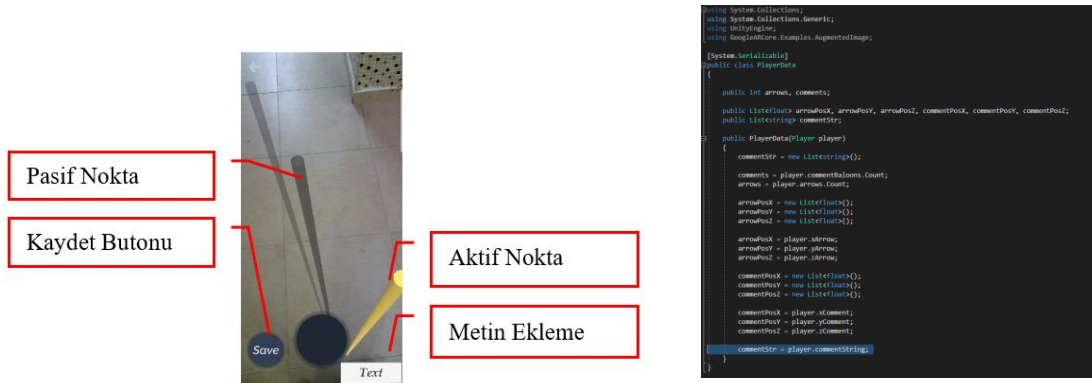 Pasif Nokta
Kaydet Butonu
Save
Aktif Nokta
Metin Ekleme
Text
using System.Collections;
using System.Collections.Generic;
using UnityEngine;
using GoogleARCore.Examples.AugmentedImage;
[System.Serializable]
public class PlayerData
{
public int arrows, comments;
public List<float> arrowPosX, arrowPosY, arrowPosZ, commentPosX, commentPosY, commentPosZ;
public List<string> commentStr;
public PlayerData(Player player)
{
commentStr = new List<string>();
comments = player.commentBaloons.Count;
arrows = player.arrows.Count;
arrowPosX = new List<float>();
arrowPosY = new List<float>();
arrowPosZ = new List<float>();
arrowPosX = player.xArrow;
arrowPosY = player.yArrow;
arrowPosZ = player.zArrow;
commentPosX = new List<float>();
commentPosY = new List<float>();
commentPosZ = new List<float>();
commentPosX = player.xComment;
commentPosY = player.yComment;
commentPosZ = player.zComment;
commentStr = player.commentString;
}
}